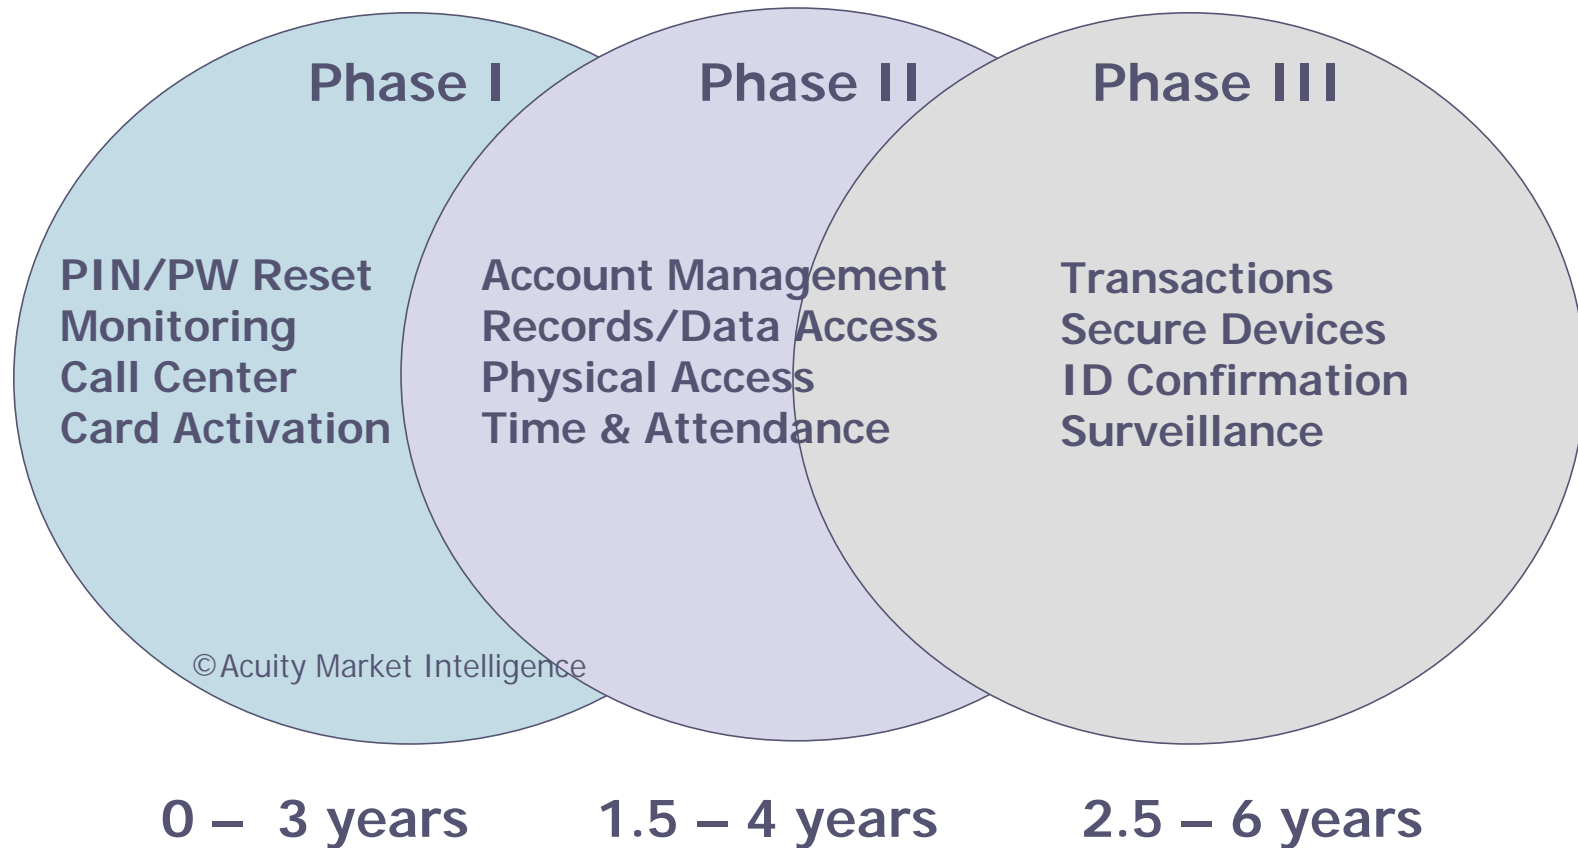 Phase I
Phase II
Phase III
PIN/PW Reset
Monitoring
Call Center
Card Activation
Account Management
Records/Data Access
Physical Access
Time & Attendance
Transactions
Secure Devices
ID Confirmation
Surveillance
©Acuity Market Intelligence
0 – 3 years
1.5 – 4 years
2.5 – 6 years